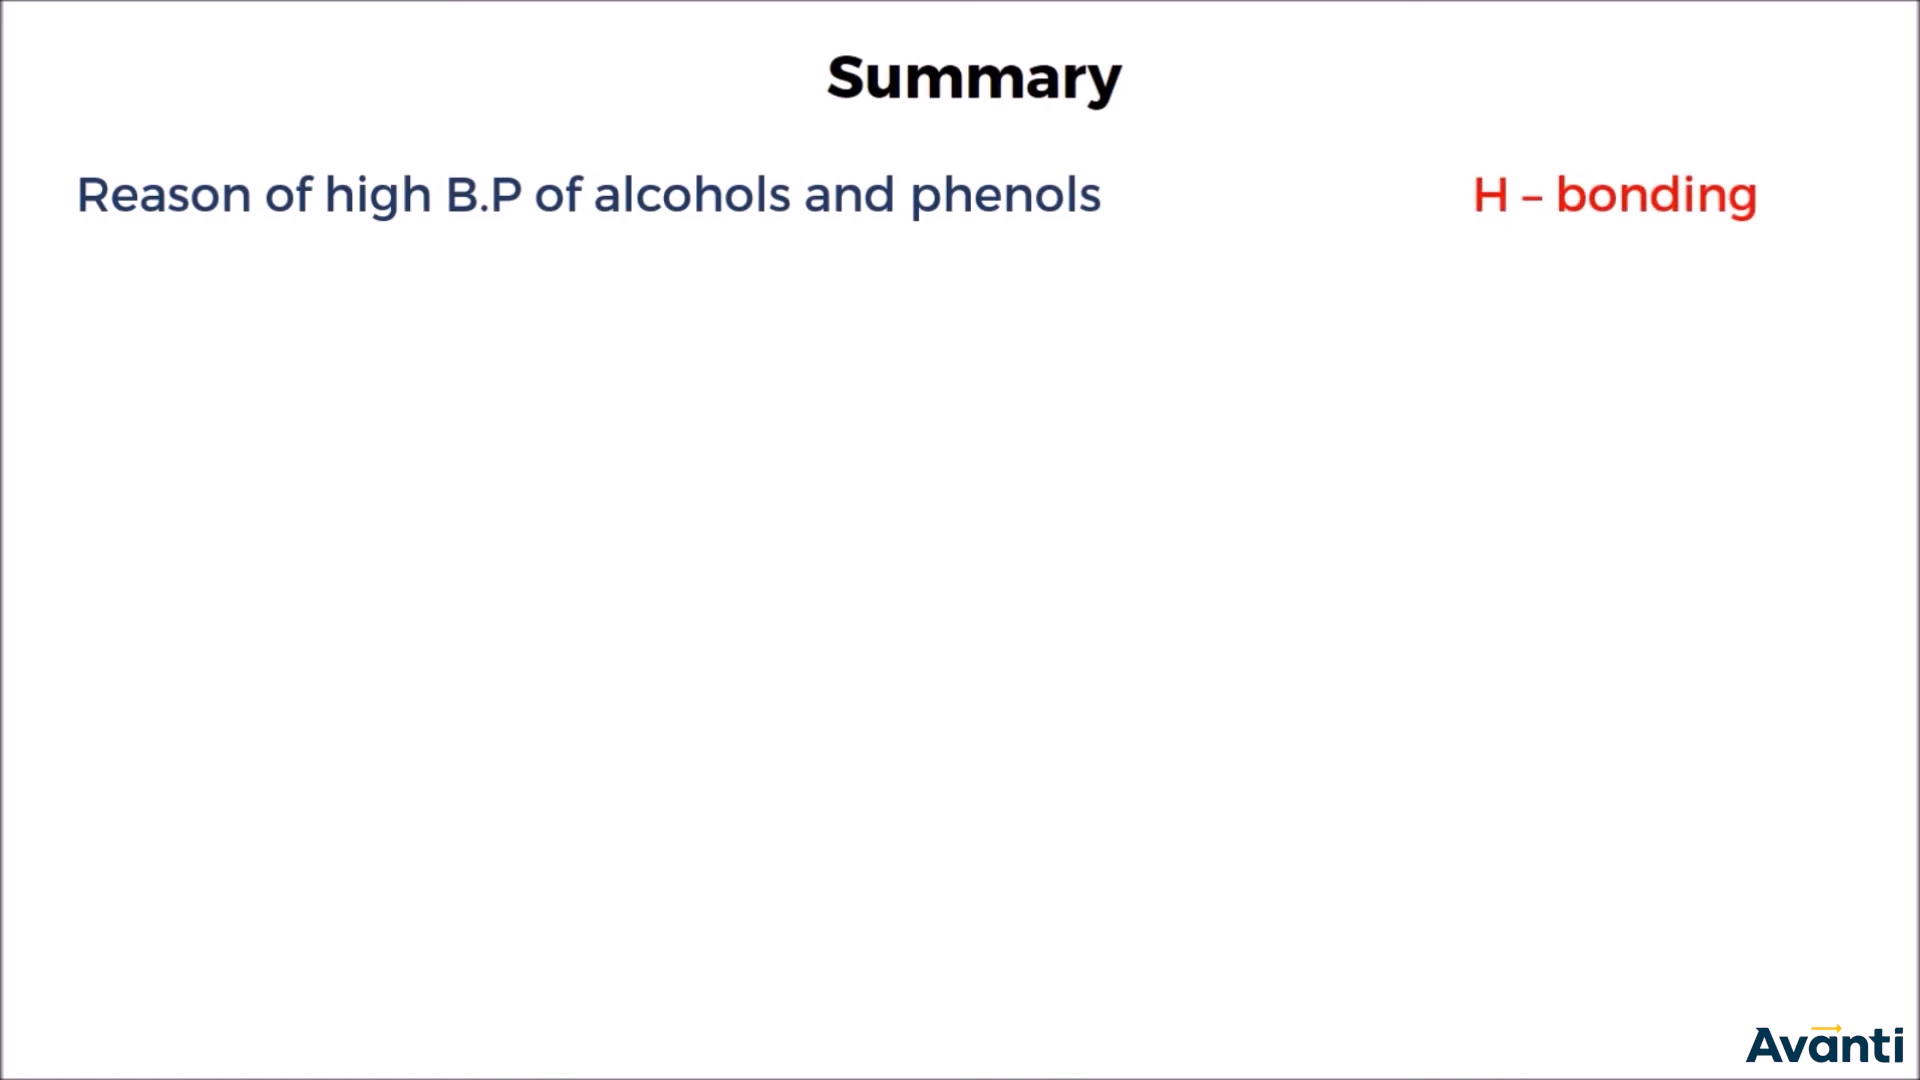 Summary
Reason of high B.P of alcohols and phenols H – bonding
Avanti